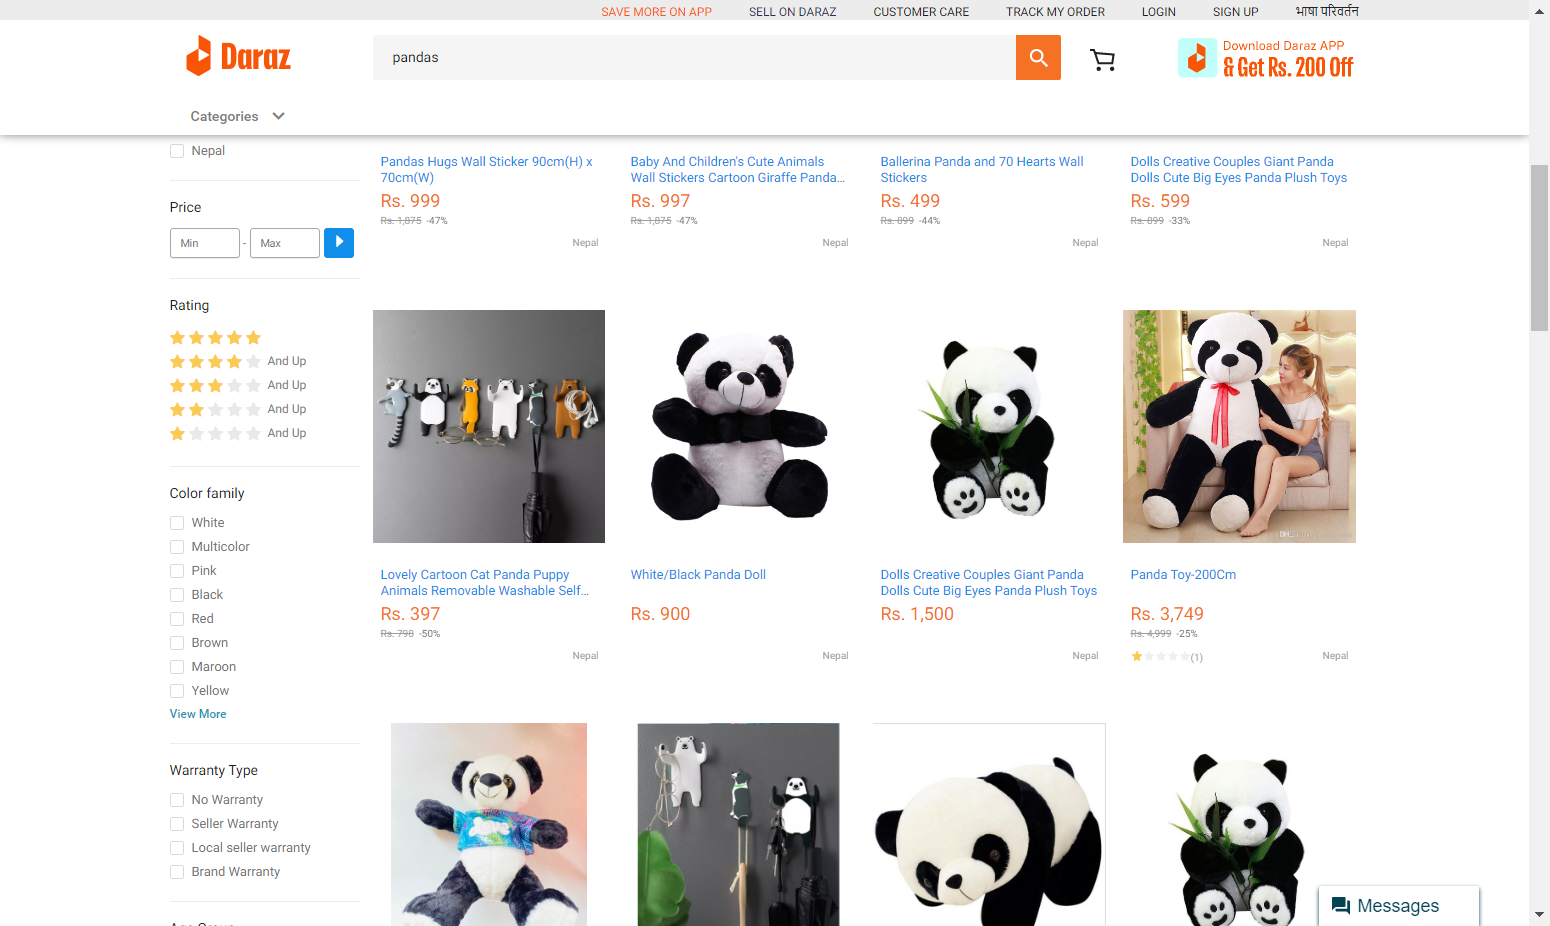 SAVE MORE ON APP
SELL ON DARAZ
CUSTOMER CARE
TRACK MY ORDER
LOGIN
SIGN UP
भाषा परिवर्तन
Daraz
pandas
Download Daraz APP
& Get Rs. 200 Off
Categories
Nepal
Price
Min
-
Max
Rating
And Up
And Up
And Up
And Up
Color family
White
Multicolor
Pink
Black
Red
Brown
Maroon
Yellow
View More
Warranty Type
No Warranty
Seller Warranty
Local seller warranty
Brand Warranty
Pandas Hugs Wall Sticker 90cm(H) x
70cm(W)
Rs. 999
Rs. 1,875 -47%
Nepal
Baby And Children's Cute Animals
Wall Stickers Cartoon Giraffe Panda...
Rs. 997
Rs. 1,875 -47%
Nepal
Ballerina Panda and 70 Hearts Wall
Stickers
Rs. 499
Rs. 899 -44%
Nepal
Dolls Creative Couples Giant Panda
Dolls Cute Big Eyes Panda Plush Toys
Rs. 599
Rs. 899 -33%
Nepal
Lovely Cartoon Cat Panda Puppy
Animals Removable Washable Self...
Rs. 397
Rs. 798 -50%
Nepal
White/Black Panda Doll
Rs. 900
Nepal
Dolls Creative Couples Giant Panda
Dolls Cute Big Eyes Panda Plush Toys
Rs. 1,500
Nepal
Panda Toy-200Cm
Rs. 3,749
Rs. 4,999 -25%
(1)
Nepal
Messages